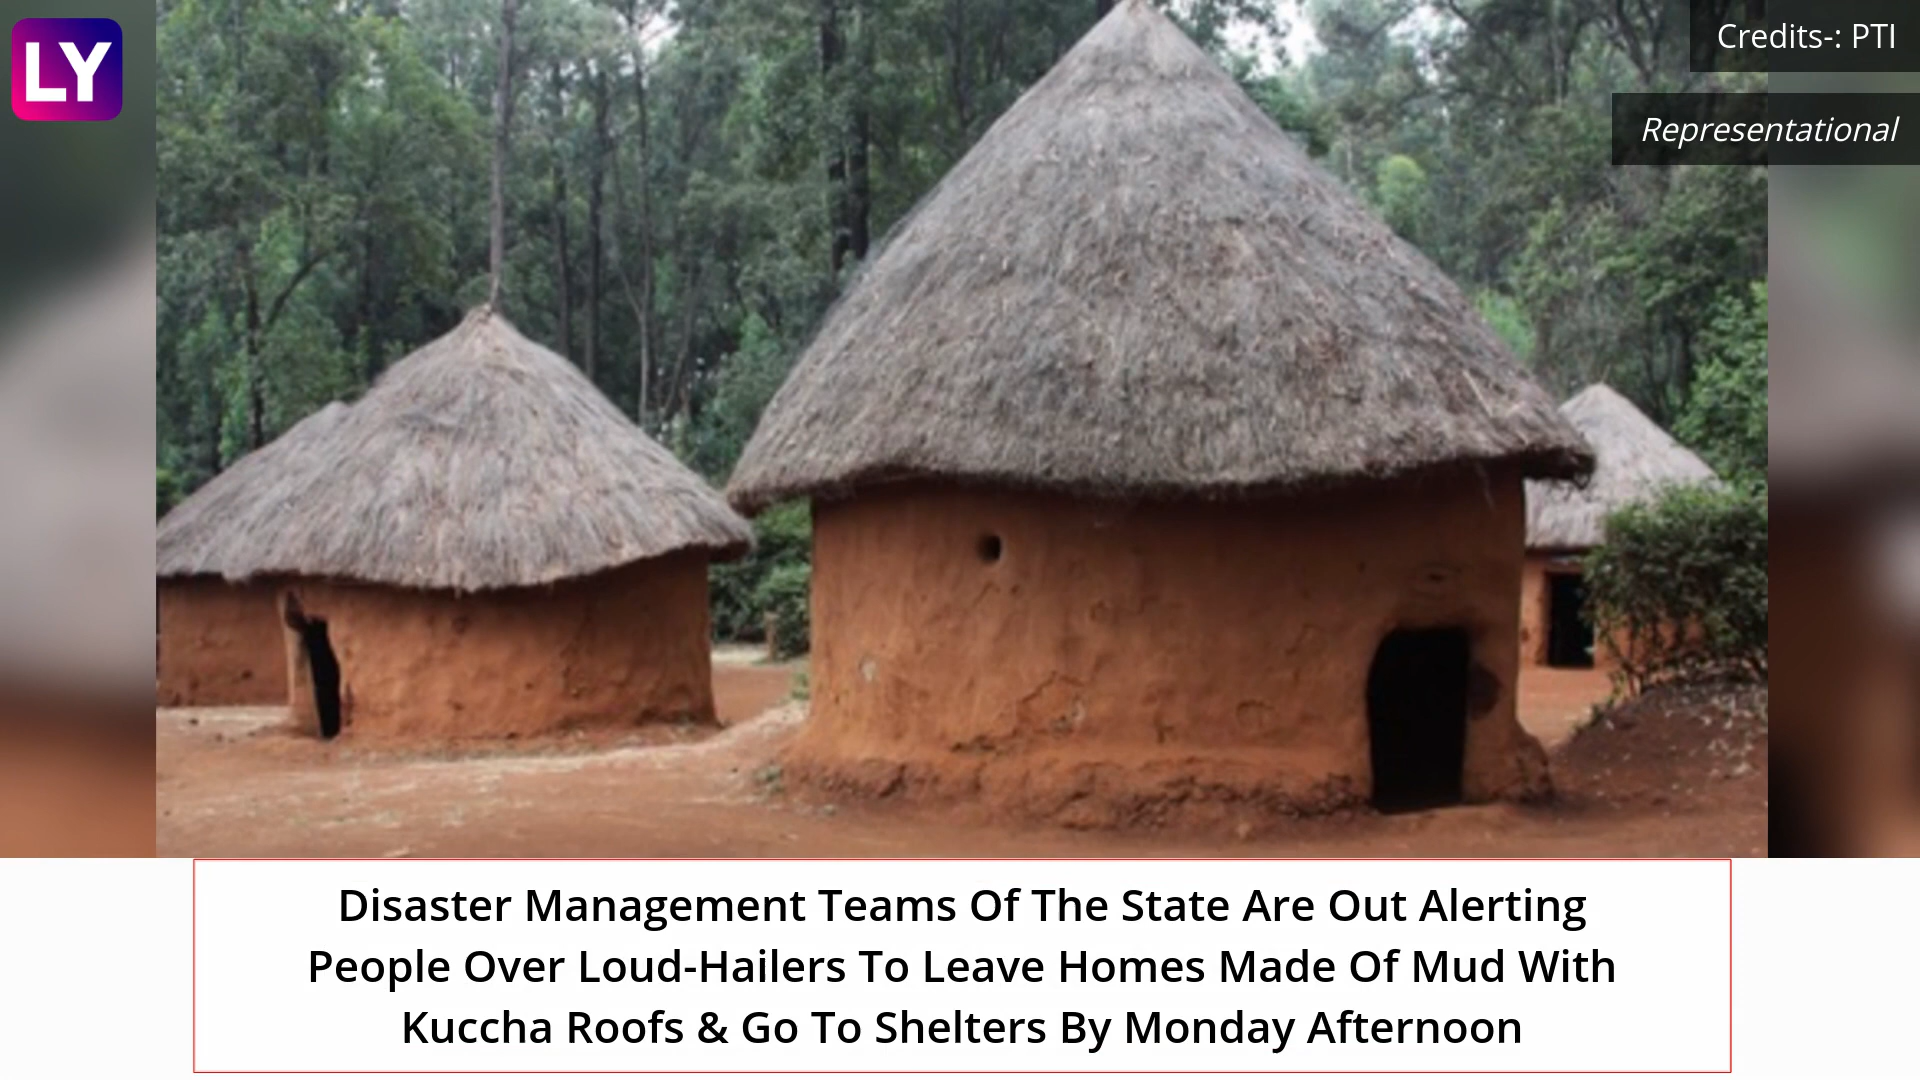 LY
Credits-: PTI
Representational
Disaster Management Teams Of The State Are Out Alerting
People Over Loud-Hailers To Leave Homes Made Of Mud With
Kuccha Roofs & Go To Shelters By Monday Afternoon